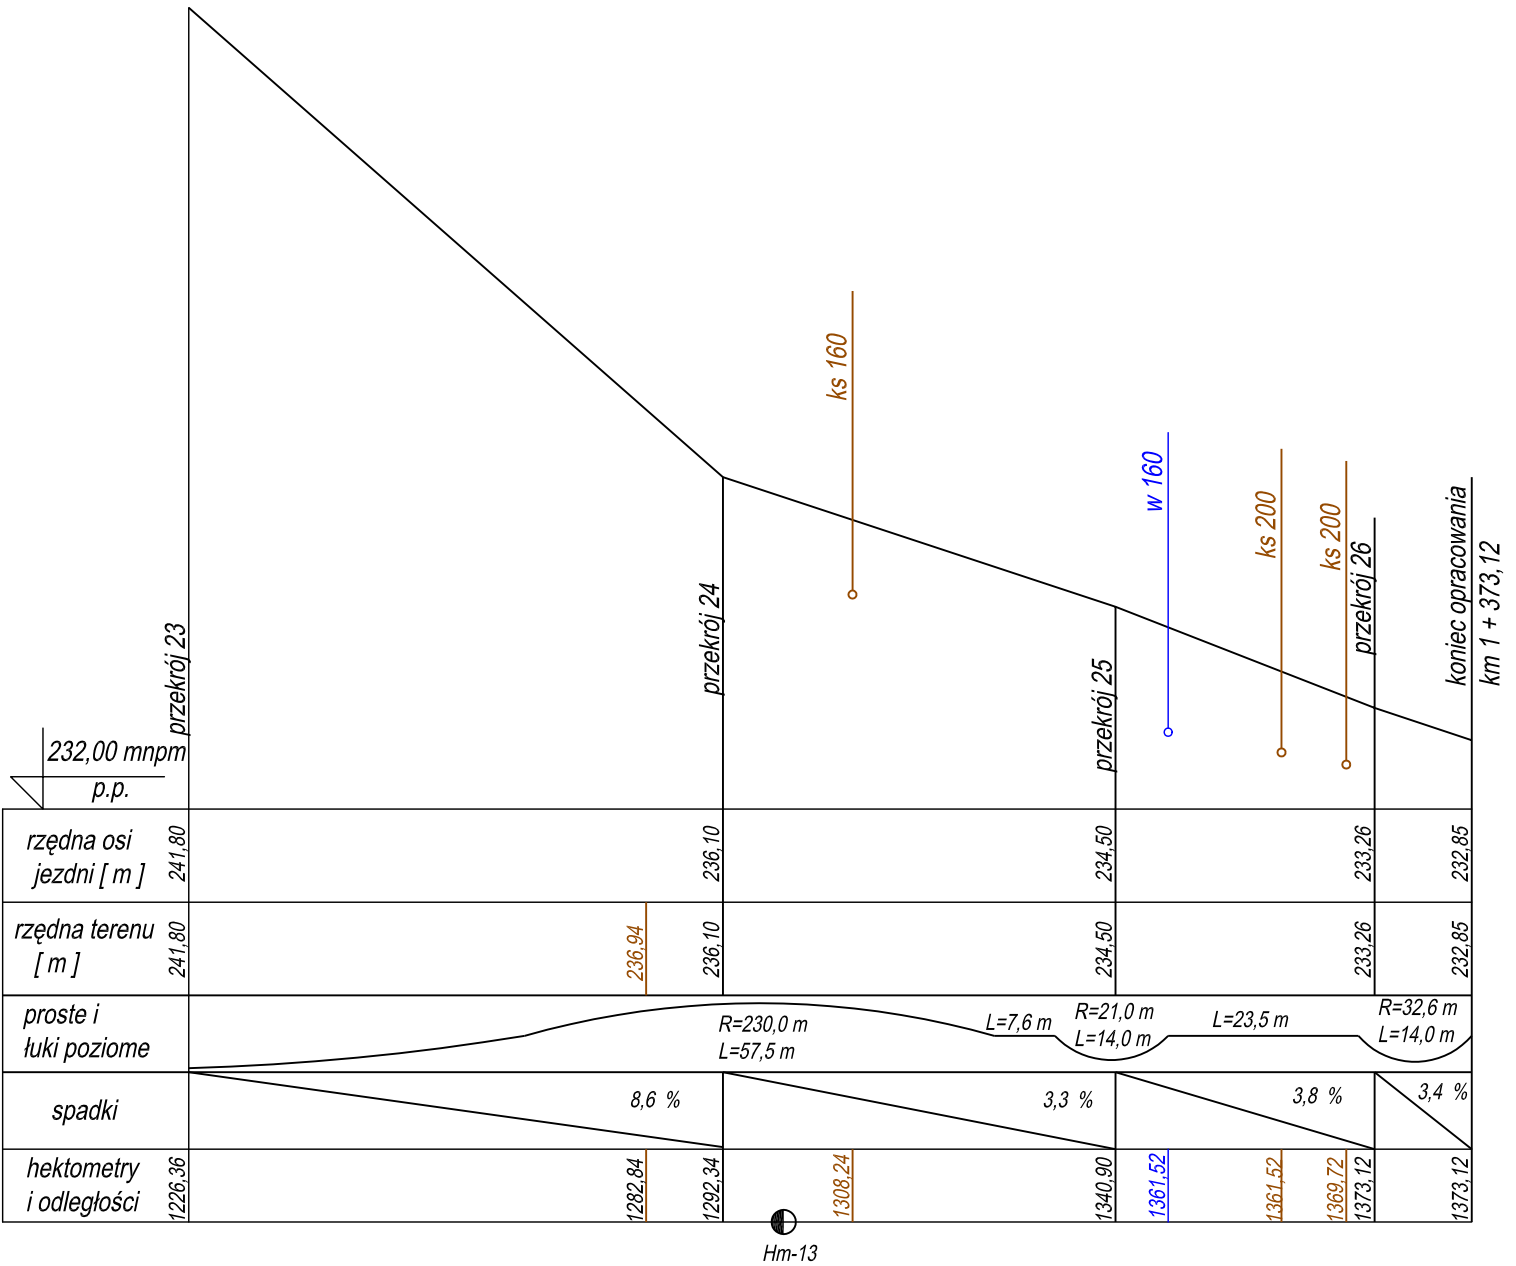 ks 160
w 160
ks 200
ks 200
przekrój 23
przekrój 24
przekrój 25
przekrój 26
koniec opracowania
km 1 + 373,12
232,00 mnpm
p.p.
rzędna osi
jezdni [ m ]
241,80
236,10
234,50
233,26
232,85
rzędna terenu
[ m ]
241,80
236,94
236,10
234,50
233,26
232,85
proste i
łuki poziome
R=230,0 m
L=57,5 m
L=7,6 m
R=21,0 m
L=14,0 m
L=23,5 m
R=32,6 m
L=14,0 m
spadki
8,6 %
3,3 %
3,8 %
3,4 %
hektometry
i odległości
1226,36
1282,84
1292,34
1308,24
1340,90
1361,52
1361,52
1369,72
1373,12
1373,12
Hm-13